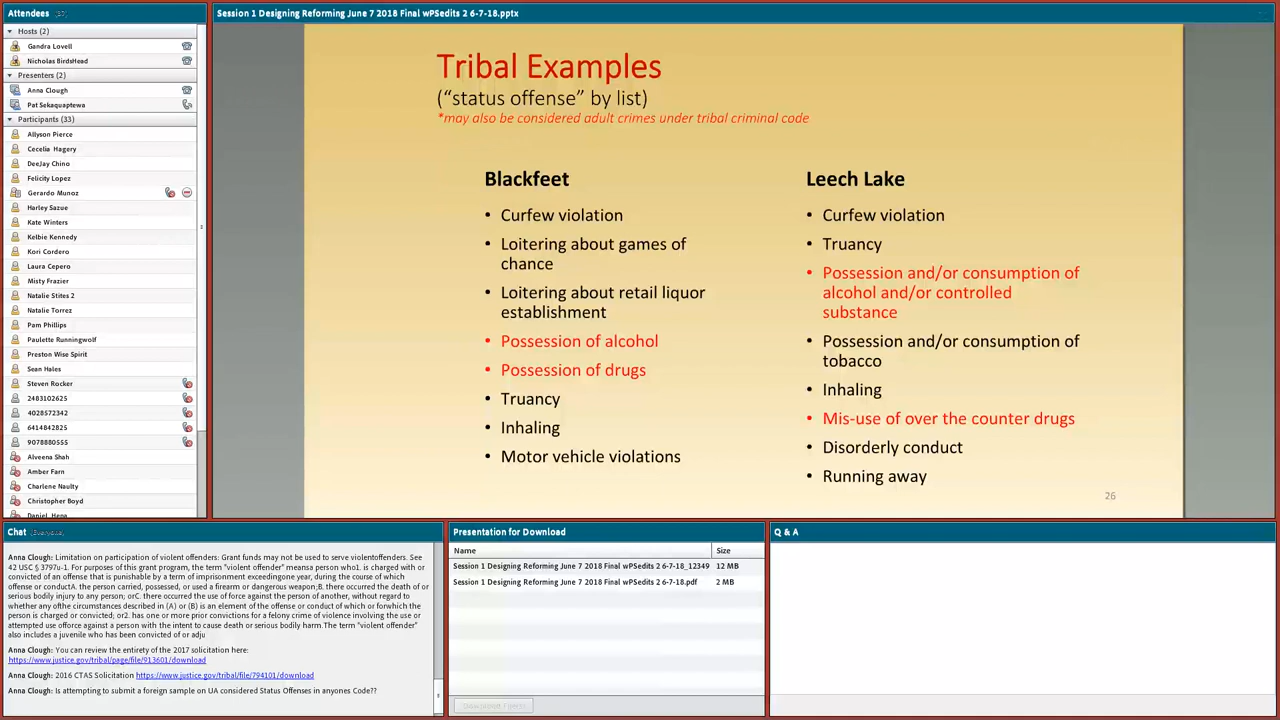 Attendees (37)
Session 1 Designing Reforming June 7 2018 Final wPSedits 2 6-7-18.pptx
Hosts (2)
Gandra Lovell
Nicholas BirdsHead
Presenters (2)
Anna Clough
Pat Sekaquaptewa
Participants (33)
Allyson Pierce
Cecelia Hagery
DeeJay Chino
Felicity Lopez
Gerardo Munoz
Harley Sazue
Kate Winters
Kelbie Kennedy
Kori Cordero
Laura Cepero
Misty Frazier
Natalie Stites 2
Natalie Torrez
Pam Phillips
Paulette Runningwolf
Preston Wise Spirit
Sean Hales
Steven Rocker
2483102625
4028572342
6414842825
9078880555
Alveena Shah
Amber Farn
Charlene Naulty
Christopher Boyd
Daniel Hena
Tribal Examples
("status offense" by list)
*may also be considered adult crimes under tribal criminal code
Blackfeet
• Curfew violation
• Loitering about games of
chance
• Loitering about retail liquor
establishment
• Possession of alcohol
• Possession of drugs
• Truancy
• Inhaling
• Motor vehicle violations
Leech Lake
• Curfew violation
• Truancy
• Possession and/or consumption of
alcohol and/or controlled
substance
• Possession and/or consumption of
tobacco
• Inhaling
• Mis-use of over the counter drugs
• Disorderly conduct
• Running away
26
Chat (Everyone)
Anna Clough: Limitation on participation of violent offenders: Grant funds may not be used to serve violentoffenders. See
42 USC § 3797u-1. For purposes of this grant program, the term "violent offender" meansa person who1. is charged with or
convicted of an offense that is punishable by a term of imprisonment exceedingone year, during the course of which
offense or conductA. the person carried, possessed, or used a firearm or dangerous weapon;B. there occurred the death of or
serious bodily injury to any person; orC. there occurred the use of force against the person of another, without regard to
whether any ofthe circumstances described in (A) or (B) is an element of the offense or conduct of which or forwhich the
person is charged or convicted; or2. has one or more prior convictions for a felony crime of violence involving the use or
attempted use offorce against a person with the intent to cause death or serious bodily harm.The term "violent offender"
also includes a juvenile who has been convicted of or adju
Anna Clough: You can review the entirety of the 2017 solicitation here:
https://www.justice.gov/tribal/page/file/913601/download
Anna Clough: 2016 CTAS Solicitation https://www.justice.gov/tribal/file/794101/download
Anna Clough: Is attempting to submit a foreign sample on UA considered Status Offenses in anyones Code??
Presentation for Download
Name Size
Session 1 Designing Reforming June 7 2018 Final wPSedits 2 6-7-18_12349 12 MB
Session 1 Designing Reforming June 7 2018 Final wPSedits 2 6-7-18.pdf 2 MB
Download File(s)
Q & A